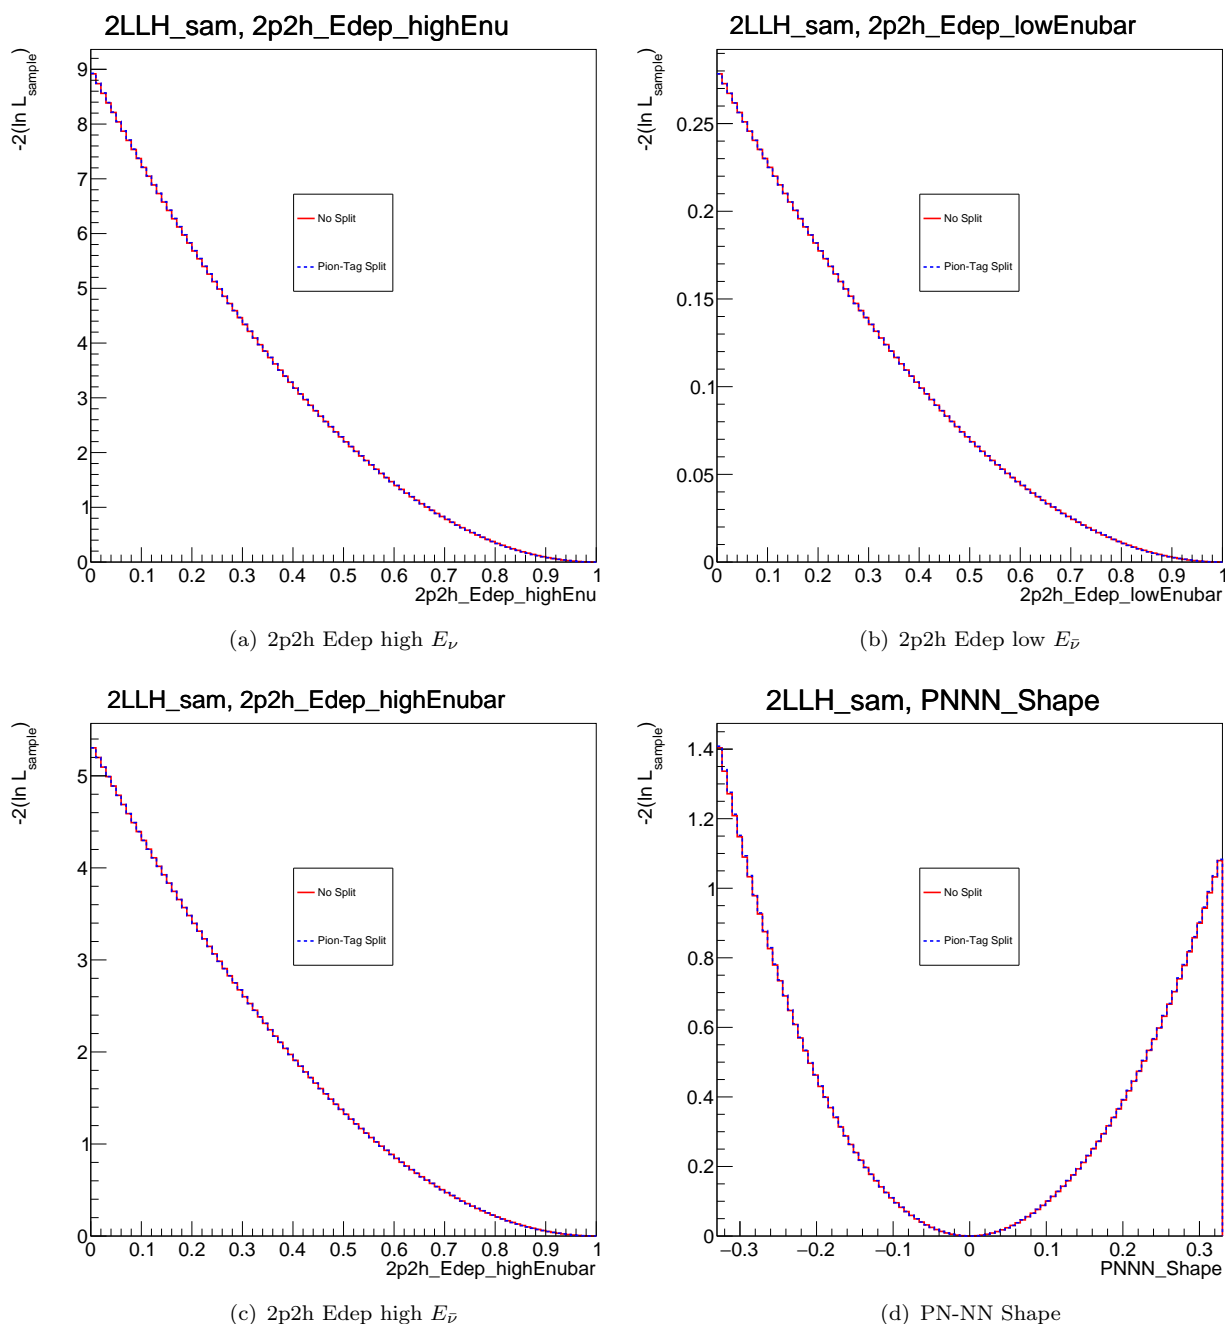 2LLH_sam, 2p2h_Edep_highEnu
-2(ln L_sample)
9
8
7
6
5
4
3
2
1
0
0 0.1 0.2 0.3 0.4 0.5 0.6 0.7 0.8 0.9 1
2p2h_Edep_highEnu
No Split
Pion-Tag Split
(a) 2p2h Edep high E_ν
2LLH_sam, 2p2h_Edep_lowEnubar
-2(ln L_sample)
0.25
0.2
0.15
0.1
0.05
0
0 0.1 0.2 0.3 0.4 0.5 0.6 0.7 0.8 0.9 1
2p2h_Edep_lowEnubar
No Split
Pion-Tag Split
(b) 2p2h Edep low E_ν̄
2LLH_sam, 2p2h_Edep_highEnubar
-2(ln L_sample)
5
4
3
2
1
0
0 0.1 0.2 0.3 0.4 0.5 0.6 0.7 0.8 0.9 1
2p2h_Edep_highEnubar
No Split
Pion-Tag Split
(c) 2p2h Edep high E_ν̄
2LLH_sam, PNNN_Shape
-2(ln L_sample)
1.4
1.2
1
0.8
0.6
0.4
0.2
0
−0.3 −0.2 −0.1 0 0.1 0.2 0.3
PNNN_Shape
No Split
Pion-Tag Split
(d) PN-NN Shape